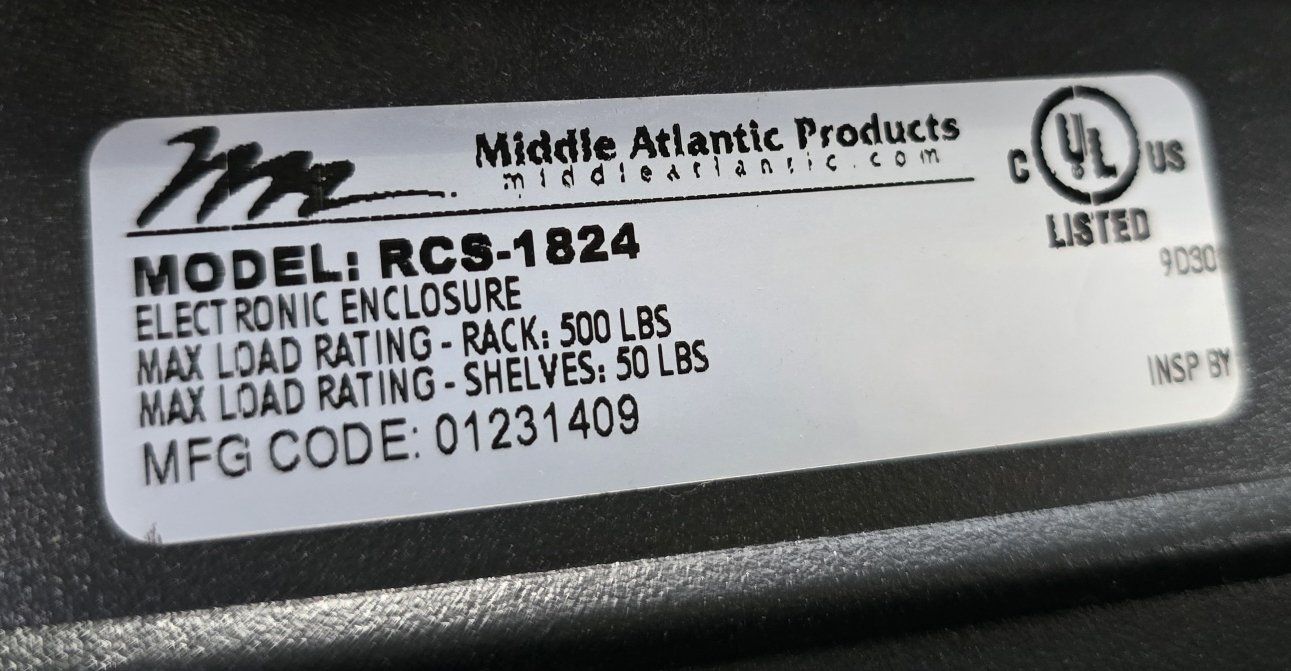 Middle Atlantic Products
middleatlantic.com
C UL US
LISTED
MODEL: RCS-1824
9D30
ELECTRONIC ENCLOSURE
MAX LOAD RATING - RACK: 500 LBS
MAX LOAD RATING - SHELVES: 50 LBS
INSP BY
MFG CODE: 01231409